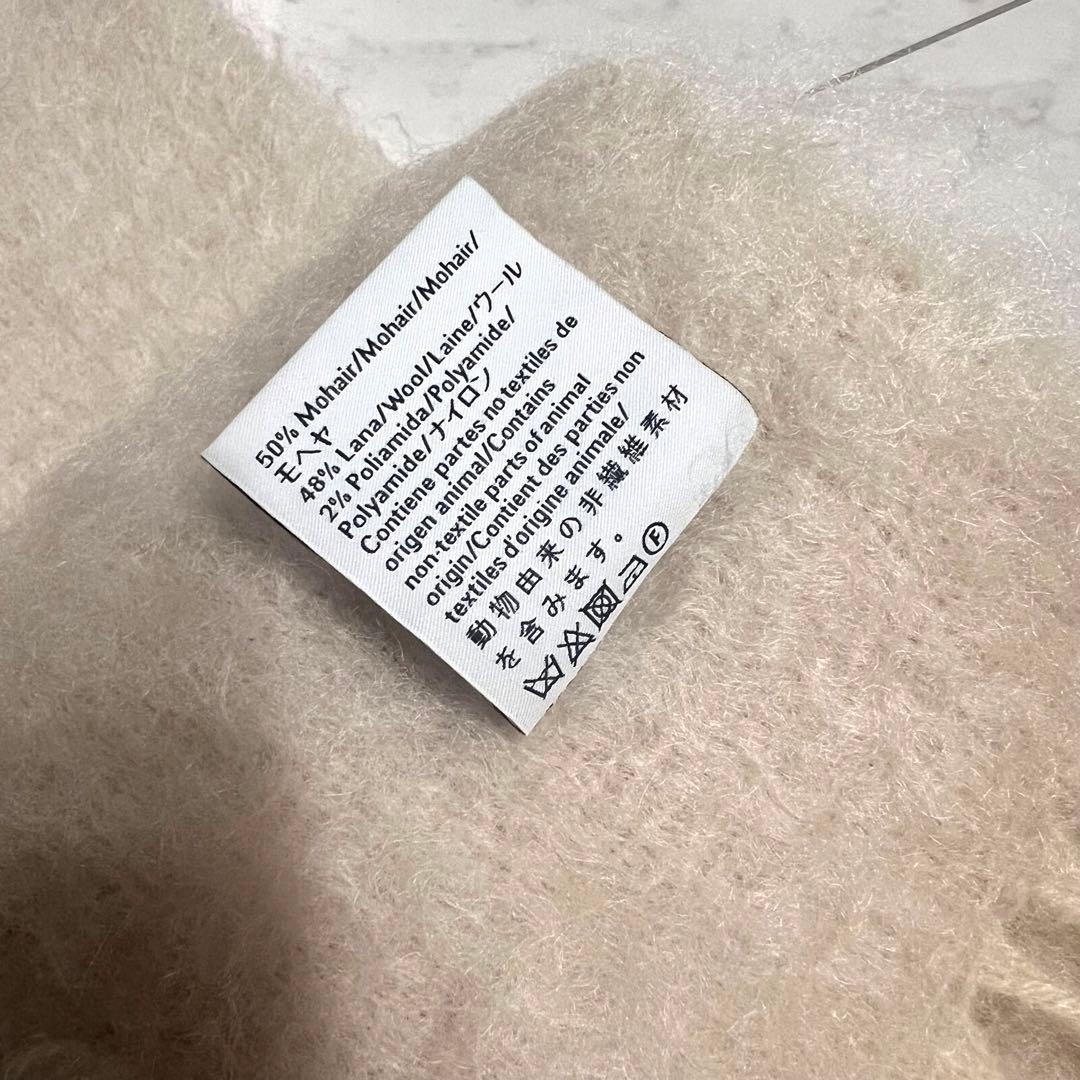 50% Mohair/Mohair/Mohair/
モヘヤ
48% Lana/Wool/Laine/ウール
2% Poliamida/Polyamide/
Polyamide/ナイロン
Contiene partes no textiles de
origen animal/Contains
non-textile parts of animal
origin/Contient des parties non
textiles d'origine animale/
動物由来の非繊維素材
を含みます。
F